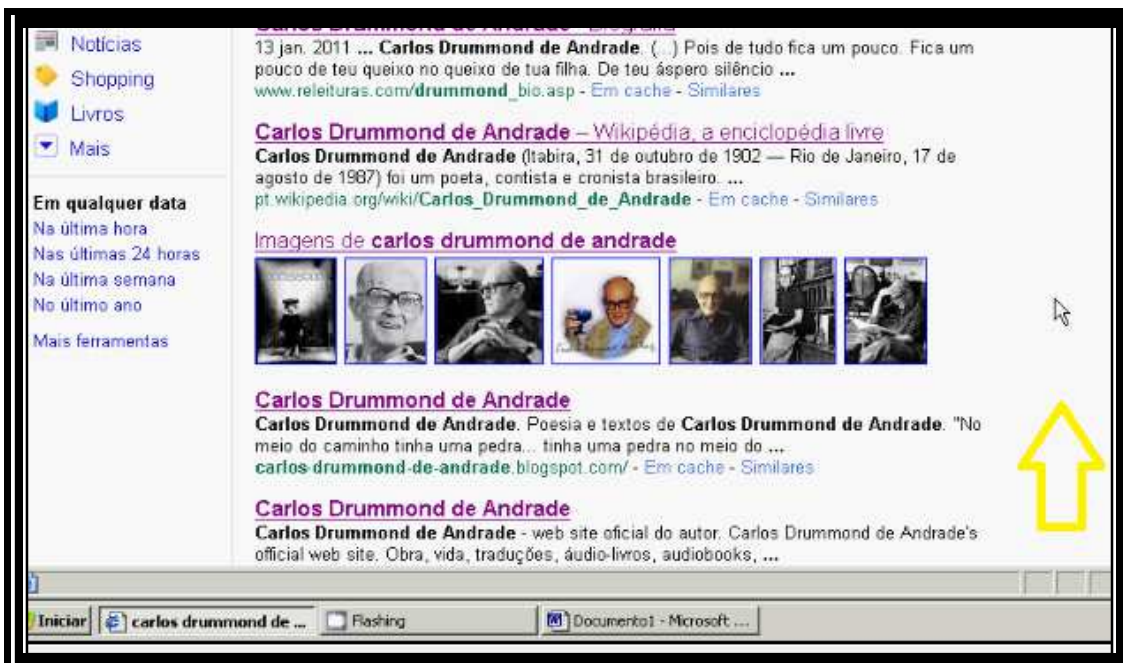 Notícias
Shopping
Livros
Mais
Em qualquer data
Na última hora
Nas últimas 24 horas
Na última semana
No último ano
Mais ferramentas
Carlos Drummond de Andrade - Biografia
13 jan. 2011 ... Carlos Drummond de Andrade. (...) Pois de tudo fica um pouco. Fica um
pouco de teu queixo no queixo de tua filha. De teu áspero silêncio ...
www.releituras.com/drummond_bio.asp - Em cache - Similares
Carlos Drummond de Andrade – Wikipédia, a enciclopédia livre
Carlos Drummond de Andrade (Itabira, 31 de outubro de 1902 — Rio de Janeiro, 17 de
agosto de 1987) foi um poeta, contista e cronista brasileiro. ...
pt.wikipedia.org/wiki/Carlos_Drummond_de_Andrade - Em cache - Similares
Imagens de carlos drummond de andrade
Carlos Drummond de Andrade
Carlos Drummond de Andrade. Poesia e textos de Carlos Drummond de Andrade. "No
meio do caminho tinha uma pedra... tinha uma pedra no meio do ...
carlos-drummond-de-andrade.blogspot.com/ - Em cache - Similares
Carlos Drummond de Andrade
Carlos Drummond de Andrade - web site oficial do autor. Carlos Drummond de Andrade's
official web site. Obra, vida, traduções, áudio-livros, audiobooks, ...
Iniciar
carlos drummond de ...
Flashing
Documento1 - Microsoft ...